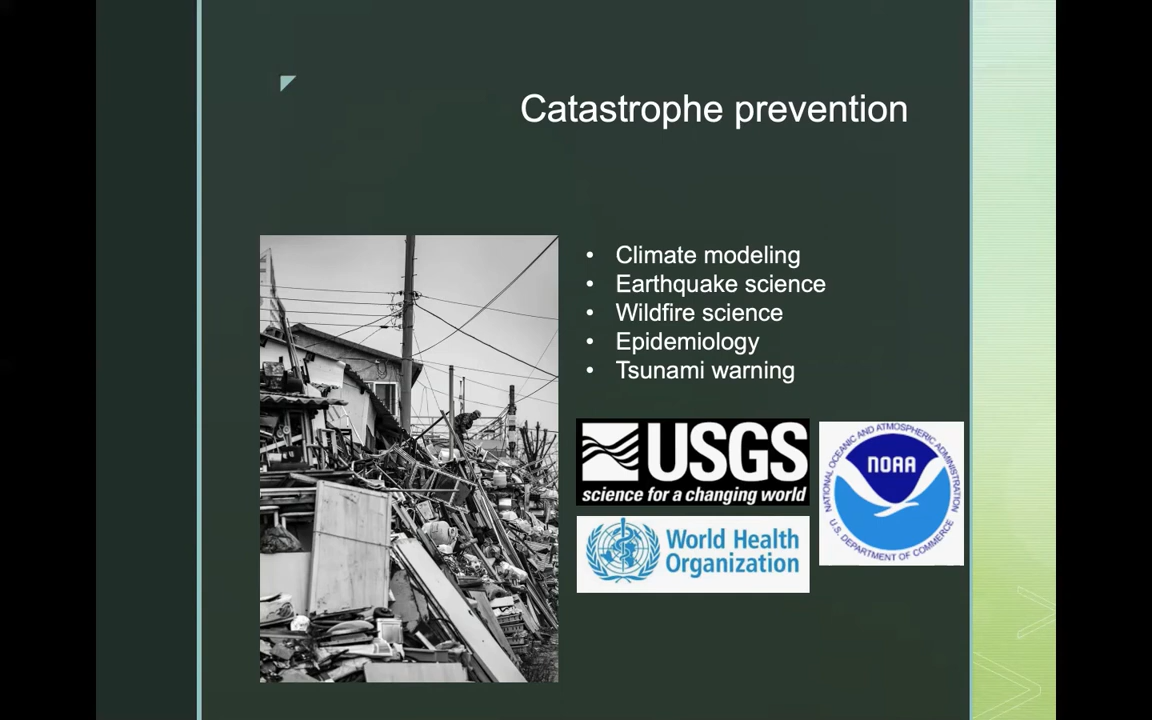 Catastrophe prevention
• Climate modeling
• Earthquake science
• Wildfire science
• Epidemiology
• Tsunami warning
USGS
science for a changing world
NATIONAL OCEANIC AND ATMOSPHERIC ADMINISTRATION
NOAA
U.S. DEPARTMENT OF COMMERCE
World Health
Organization